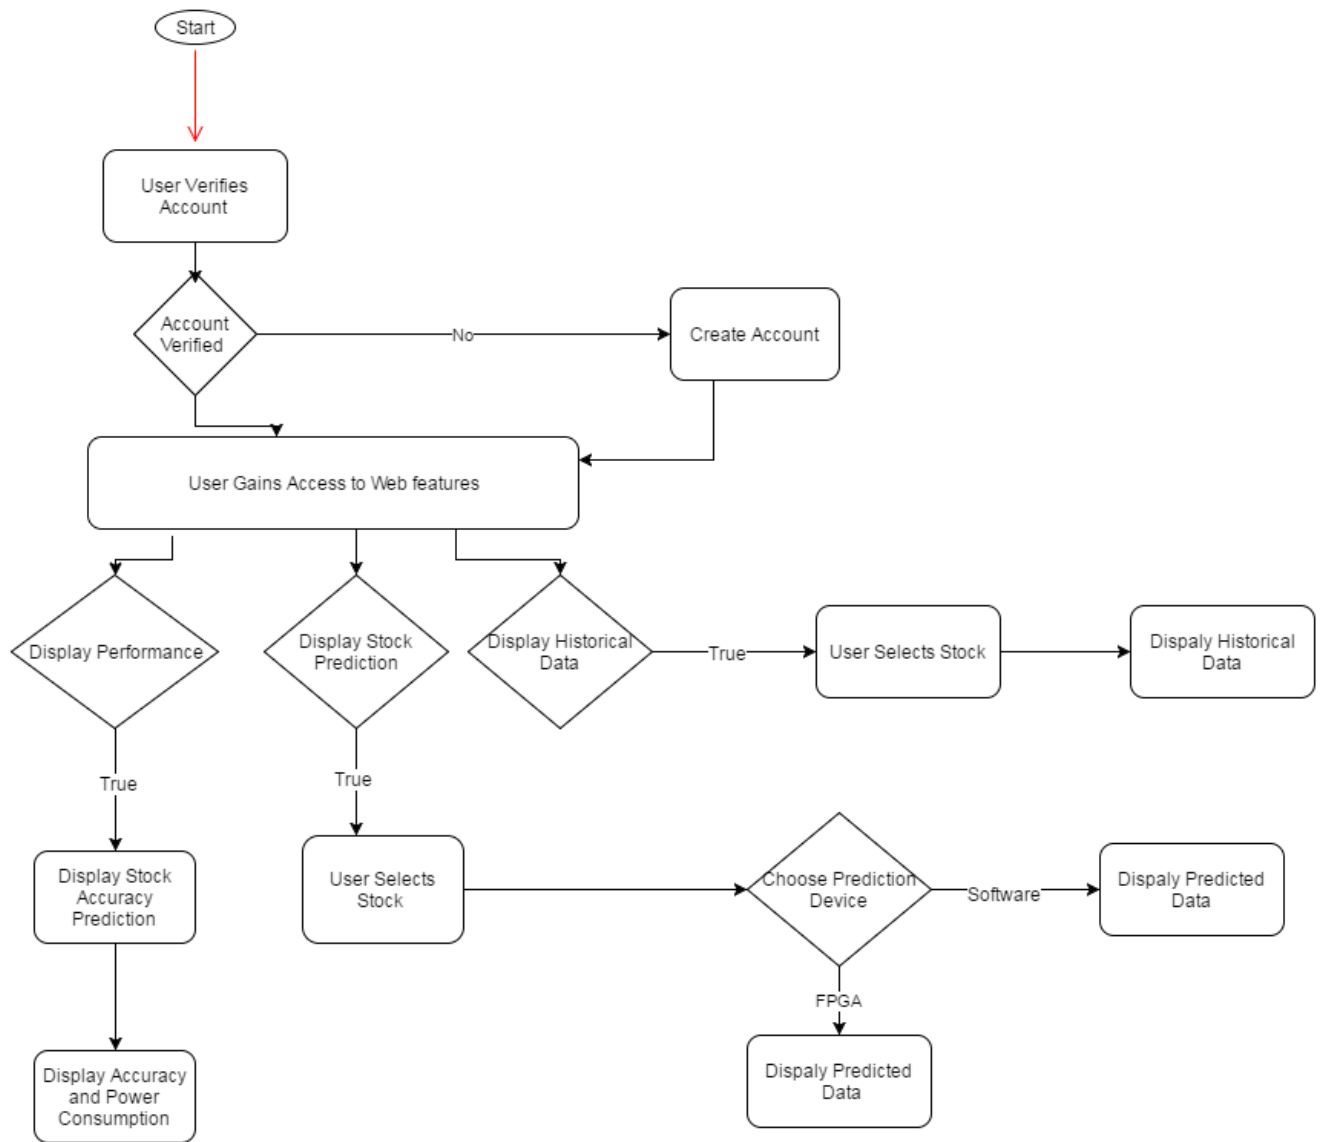 Start
User Verifies
Account
Account
Verified
No
Create Account
User Gains Access to Web features
Display Performance
Display Stock
Prediction
Display Historical
Data
True
User Selects Stock
Dispaly Historical
Data
True
True
Display Stock
Accuracy
Prediction
User Selects
Stock
Choose Prediction
Device
Software
Dispaly Predicted
Data
FPGA
Dispaly Predicted
Data
Display Accuracy
and Power
Consumption